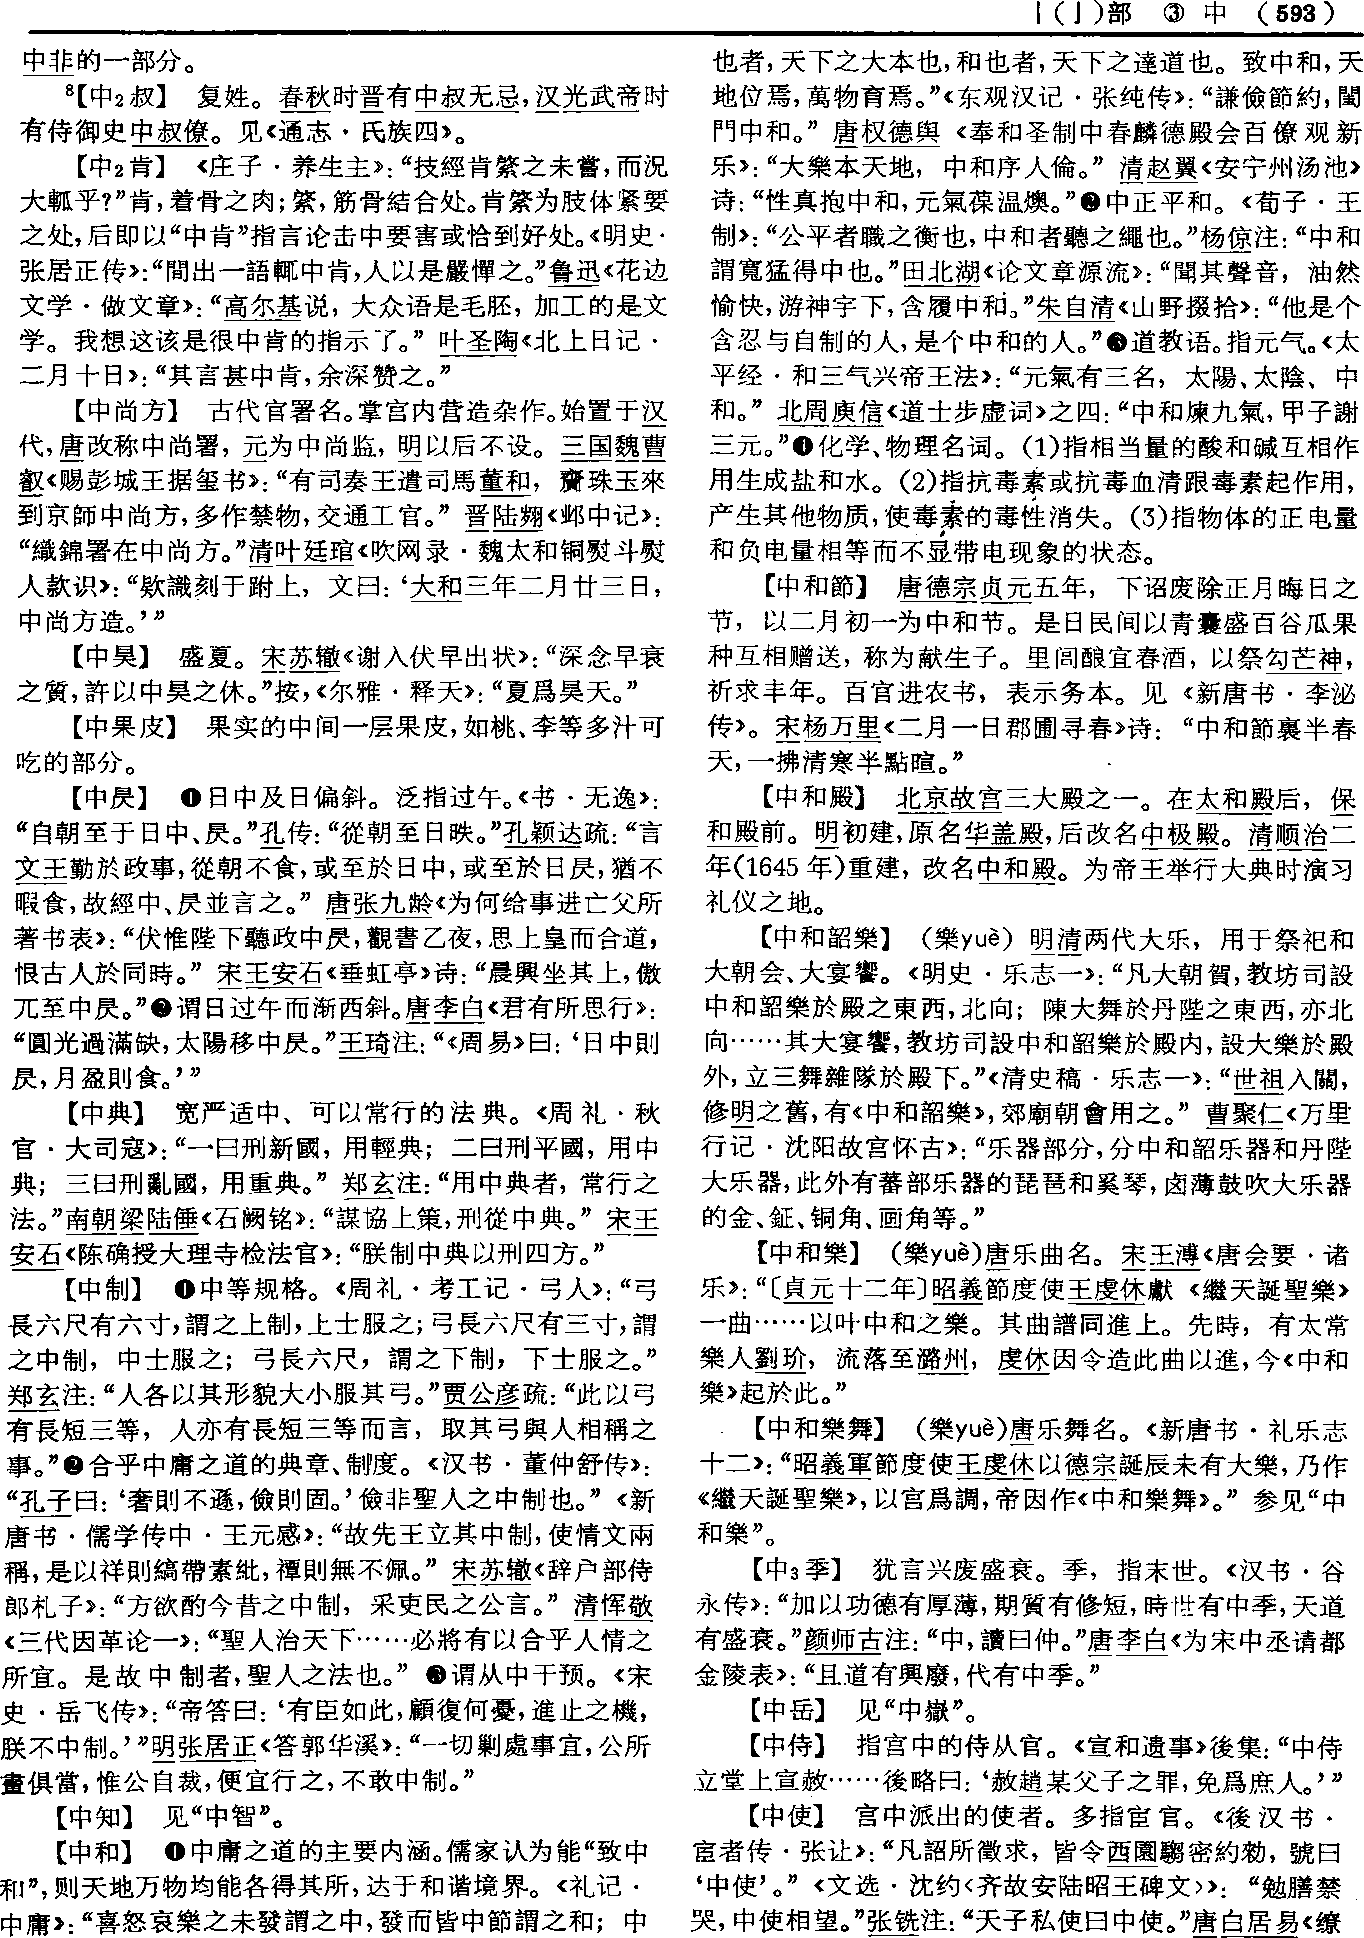 丨(亅)部 ③ 中 (593)
中非的一部分。
⁸【中₂叔】 复姓。春秋时晋有中叔无忌,汉光武帝时
有侍御史中叔僚。见《通志·氏族四》。
【中₂肯】 《庄子·养生主》:“技經肯綮之未嘗,而況
大軱乎?”肯,着骨之肉;綮,筋骨結合处。肯綮为肢体紧要
之处,后即以“中肯”指言论击中要害或恰到好处。《明史·
张居正传》:“間出一語輒中肯,人以是嚴憚之。”鲁迅《花边
文学·做文章》:“高尔基说,大众语是毛胚,加工的是文
学。我想这该是很中肯的指示了。”叶圣陶《北上日记·
二月十日》:“其言甚中肯,余深赞之。”
【中尚方】 古代官署名。掌宫内营造杂作。始置于汉
代,唐改称中尚署,元为中尚监,明以后不设。三国魏曹
叡《赐彭城王据玺书》:“有司奏王遣司馬董和,齎珠玉來
到京師中尚方,多作禁物,交通工官。”晋陆翙《邺中记》:
“織錦署在中尚方。”清叶廷琯《吹网录·魏太和铜熨斗熨
人款识》:“欵識刻于跗上,文曰:‘大和三年二月廿三日,
中尚方造。’”
【中昊】 盛夏。宋苏辙《谢入伏早出状》:“深念早衰
之質,許以中昊之休。”按,《尔雅·释天》:“夏爲昊天。”
【中果皮】 果实的中间一层果皮,如桃、李等多汁可
吃的部分。
【中昃】 ❶日中及日偏斜。泛指过午。《书·无逸》:
“自朝至于日中、昃。”孔传:“從朝至日昳。”孔颖达疏:“言
文王勤於政事,從朝不食,或至於日中,或至於日昃,猶不
暇食,故經中、昃並言之。”唐张九龄《为何给事进亡父所
著书表》:“伏惟陛下聽政中昃,觀書乙夜,思上皇而合道,
恨古人於同時。”宋王安石《垂虹亭》诗:“晨興坐其上,傲
兀至中昃。”❷谓日过午而渐西斜。唐李白《君有所思行》:
“圓光過滿缺,太陽移中昃。”王琦注:“《周易》曰:‘日中則
昃,月盈則食。’”
【中典】 宽严适中、可以常行的法典。《周礼·秋
官·大司寇》:“一曰刑新國,用輕典;二曰刑平國,用中
典;三曰刑亂國,用重典。”郑玄注:“用中典者,常行之
法。”南朝梁陆倕《石阙铭》:“謀協上策,刑從中典。”宋王
安石《陈确授大理寺检法官》:“朕制中典以刑四方。”
【中制】 ❶中等规格。《周礼·考工记·弓人》:“弓
長六尺有六寸,謂之上制,上士服之;弓長六尺有三寸,謂
之中制,中士服之;弓長六尺,謂之下制,下士服之。”
郑玄注:“人各以其形貌大小服其弓。”贾公彦疏:“此以弓
有長短三等,人亦有長短三等而言,取其弓與人相稱之
事。”❷合乎中庸之道的典章、制度。《汉书·董仲舒传》:
“孔子曰:‘奢則不遜,儉則固。’儉非聖人之中制也。”《新
唐书·儒学传中·王元感》:“故先王立其中制,使情文兩
稱,是以祥則縞帶素紕,禫則無不佩。”宋苏辙《辞户部侍
郎札子》:“方欲酌今昔之中制,采吏民之公言。”清恽敬
《三代因革论一》:“聖人治天下……必將有以合乎人情之
所宜。是故中制者,聖人之法也。”❸谓从中干预。《宋
史·岳飞传》:“帝答曰:‘有臣如此,顧復何憂,進止之機,
朕不中制。’”明张居正《答郭华溪》:“一切剿處事宜,公所
畫俱當,惟公自裁,便宜行之,不敢中制。”
【中知】 见“中智”。
【中和】 ❶中庸之道的主要内涵。儒家认为能“致中
和”,则天地万物均能各得其所,达于和谐境界。《礼记·
中庸》:“喜怒哀樂之未發謂之中,發而皆中節謂之和;中
也者,天下之大本也,和也者,天下之達道也。致中和,天
地位焉,萬物育焉。”《东观汉记·张纯传》:“謙儉節約,閨
門中和。”唐权德舆《奉和圣制中春麟德殿会百僚观新
乐》:“大樂本天地,中和序人倫。”清赵翼《安宁州汤池》
诗:“性真抱中和,元氣葆温燠。”❷中正平和。《荀子·王
制》:“公平者職之衡也,中和者聽之繩也。”杨倞注:“中和
謂寬猛得中也。”田北湖《论文章源流》:“聞其聲音,油然
愉快,游神宇下,含履中和。”朱自清《山野掇拾》:“他是个
含忍与自制的人,是个中和的人。”❸道教语。指元气。《太
平经·和三气兴帝王法》:“元氣有三名,太陽、太陰、中
和。”北周庾信《道士步虚词》之四:“中和煉九氣,甲子謝
三元。”❹化学、物理名词。(1)指相当量的酸和碱互相作
用生成盐和水。(2)指抗毒素或抗毒血清跟毒素起作用,
产生其他物质,使毒素的毒性消失。(3)指物体的正电量
和负电量相等而不显带电现象的状态。
【中和節】 唐德宗贞元五年,下诏废除正月晦日之
节,以二月初一为中和节。是日民间以青囊盛百谷瓜果
种互相赠送,称为献生子。里闾酿宜春酒,以祭勾芒神,
祈求丰年。百官进农书,表示务本。见《新唐书·李泌
传》。宋杨万里《二月一日郡圃寻春》诗:“中和節裏半春
天,一拂清寒半點暄。”
【中和殿】 北京故宫三大殿之一。在太和殿后,保
和殿前。明初建,原名华盖殿,后改名中极殿。清顺治二
年(1645年)重建,改名中和殿。为帝王举行大典时演习
礼仪之地。
【中和韶樂】 (樂yuè)明清两代大乐,用于祭祀和
大朝会、大宴饗。《明史·乐志一》:“凡大朝賀,教坊司設
中和韶樂於殿之東西,北向;陳大舞於丹陛之東西,亦北
向……其大宴饗,教坊司設中和韶樂於殿内,設大樂於殿
外,立三舞雜隊於殿下。”《清史稿·乐志一》:“世祖入關,
修明之舊,有《中和韶樂》,郊廟朝會用之。”曹聚仁《万里
行记·沈阳故宫怀古》:“乐器部分,分中和韶乐器和丹陛
大乐器,此外有蕃部乐器的琵琶和奚琴,卤薄鼓吹大乐器
的金、鉦、铜角、画角等。”
【中和樂】 (樂yuè)唐乐曲名。宋王溥《唐会要·诸
乐》:“〔貞元十二年〕昭義節度使王虔休獻《繼天誕聖樂》
一曲……以叶中和之樂。其曲譜同進上。先時,有太常
樂人劉玠,流落至潞州,虔休因令造此曲以進,今《中和
樂》起於此。”
【中和樂舞】 (樂yuè)唐乐舞名。《新唐书·礼乐志
十二》:“昭義軍節度使王虔休以德宗誕辰未有大樂,乃作
《繼天誕聖樂》,以宫爲調,帝因作《中和樂舞》。”参见“中
和樂”。
【中₃季】 犹言兴废盛衰。季,指末世。《汉书·谷
永传》:“加以功德有厚薄,期質有修短,時世有中季,天道
有盛衰。”颜师古注:“中,讀曰仲。”唐李白《为宋中丞请都
金陵表》:“且道有興廢,代有中季。”
【中岳】 见“中嶽”。
【中侍】 指宫中的侍从官。《宣和遗事》後集:“中侍
立堂上宣赦……後略曰:‘赦趙某父子之罪,免爲庶人。’”
【中使】 宫中派出的使者。多指宦官。《後汉书·
宦者传·张让》:“凡詔所徵求,皆令西園騶密約勑,號曰
‘中使’。”《文选·沈约〈齐故安陆昭王碑文〉》:“勉膳禁
哭,中使相望。”张铣注:“天子私使曰中使。”唐白居易《缭